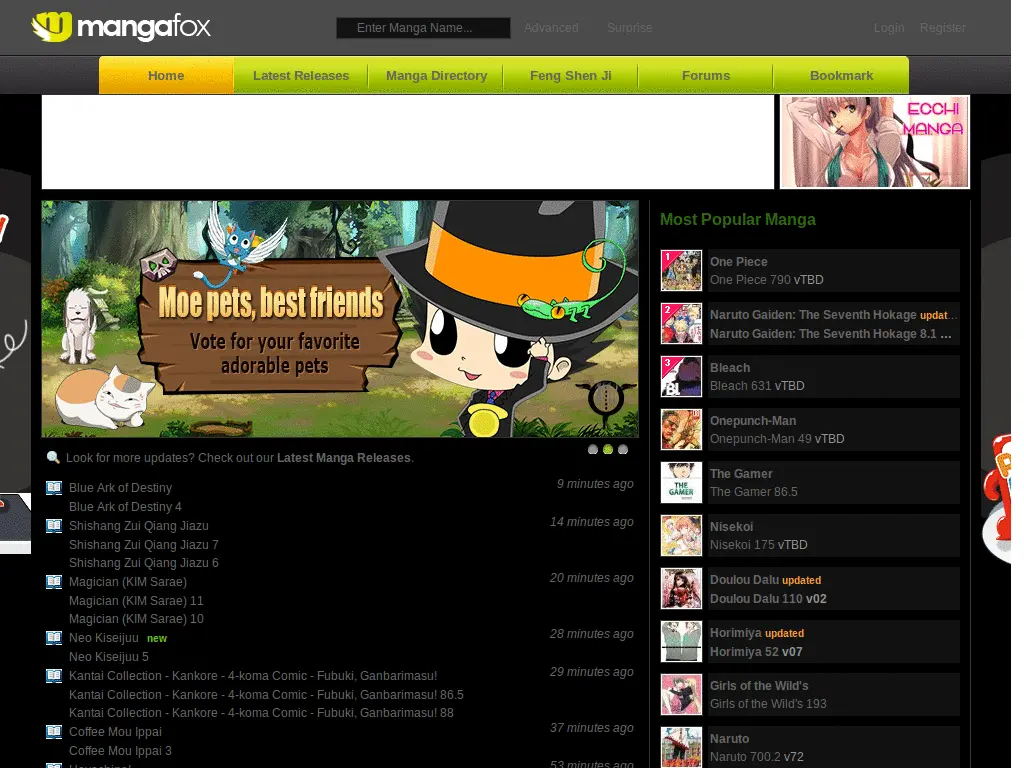 mangafox
Enter Manga Name...
Advanced
Surprise
Login
Register
Home
Latest Releases
Manga Directory
Feng Shen Ji
Forums
Bookmark
ECCHI
MANGA
Moe pets, best friends
Vote for your favorite
adorable pets
Look for more updates? Check out our Latest Manga Releases.
Blue Ark of Destiny 9 minutes ago
Blue Ark of Destiny 4
Shishang Zui Qiang Jiazu 14 minutes ago
Shishang Zui Qiang Jiazu 7
Shishang Zui Qiang Jiazu 6
Magician (KIM Sarae) 20 minutes ago
Magician (KIM Sarae) 11
Magician (KIM Sarae) 10
Neo Kiseijuu new 28 minutes ago
Neo Kiseijuu 5
Kantai Collection - Kankore - 4-koma Comic - Fubuki, Ganbarimasu! 29 minutes ago
Kantai Collection - Kankore - 4-koma Comic - Fubuki, Ganbarimasu! 86.5
Kantai Collection - Kankore - 4-koma Comic - Fubuki, Ganbarimasu! 88
Coffee Mou Ippai 37 minutes ago
Coffee Mou Ippai 3
53 minutes ago
Most Popular Manga
1
One Piece
One Piece 790 vTBD
2
Naruto Gaiden: The Seventh Hokage updat...
Naruto Gaiden: The Seventh Hokage 8.1 ...
3
Bleach
Bleach 631 vTBD
Onepunch-Man
Onepunch-Man 49 vTBD
THE
GAMER
The Gamer
The Gamer 86.5
Nisekoi
Nisekoi 175 vTBD
Doulou Dalu updated
Doulou Dalu 110 v02
Horimiya updated
Horimiya 52 v07
Girls of the Wild's
Girls of the Wild's 193
Naruto
Naruto 700.2 v72